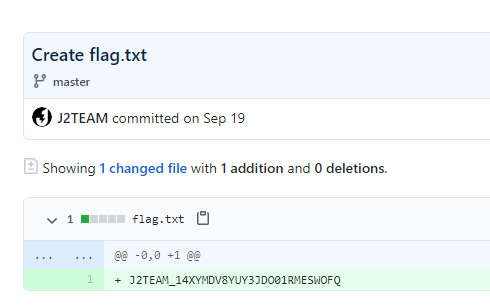 Create flag.txt
master
J2TEAM committed on Sep 19
Showing 1 changed file with 1 addition and 0 deletions.
1 flag.txt
... ... @@ -0,0 +1 @@
1 + J2TEAM_14XYMDV8YUY3JDO01RMESWOFQ